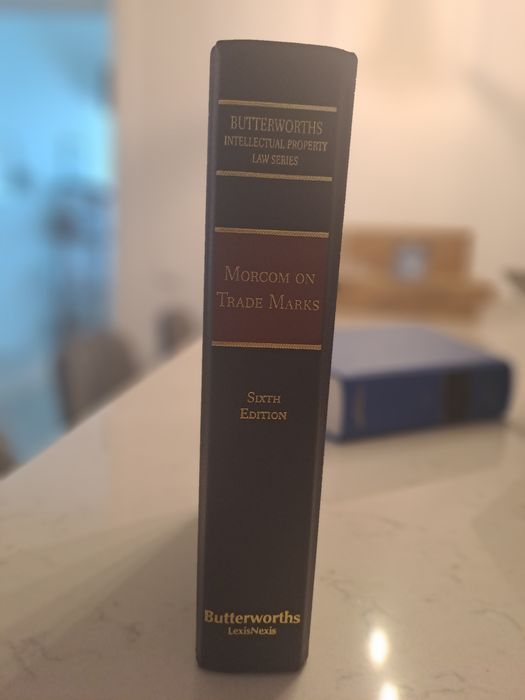 BUTTERWORTHS
INTELLECTUAL PROPERTY
LAW SERIES
MORCOM ON
TRADE MARKS
SIXTH
EDITION
Butterworths
LexisNexis